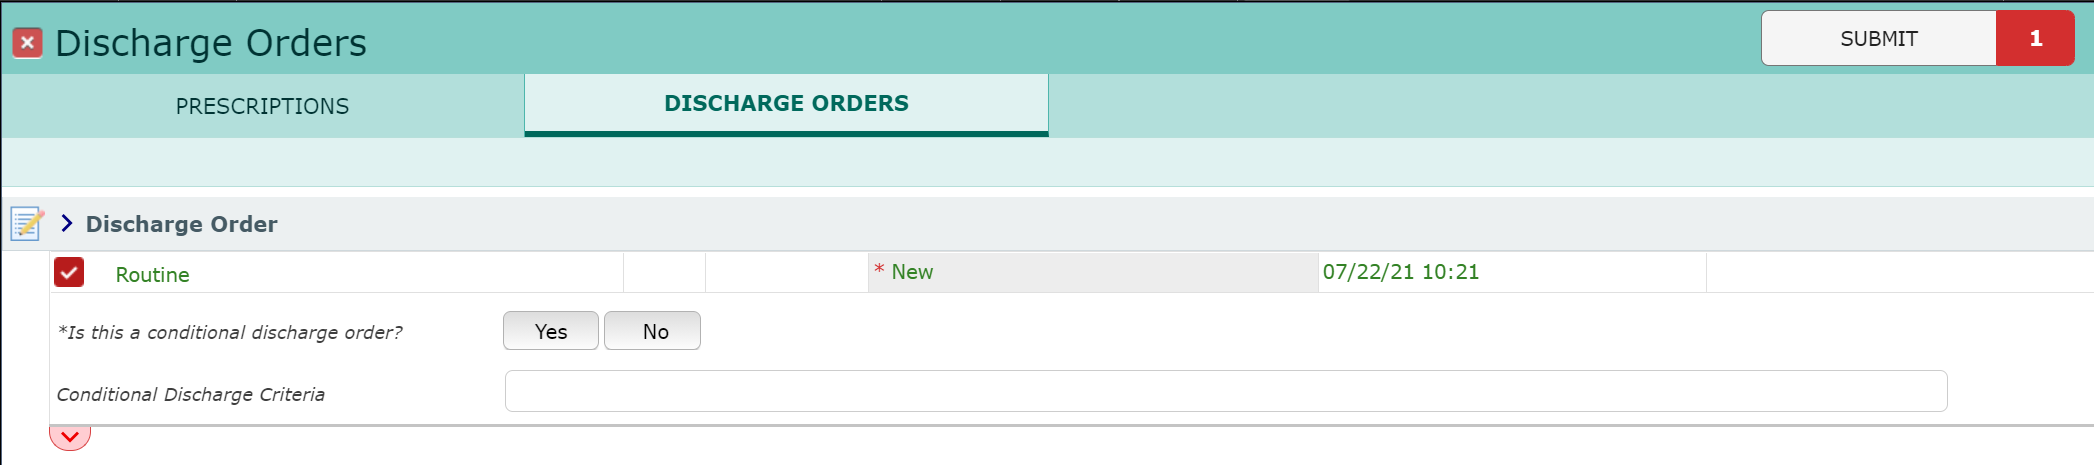 Discharge Orders
SUBMIT 1
PRESCRIPTIONS DISCHARGE ORDERS
Discharge Order
Routine * New 07/22/21 10:21
*Is this a conditional discharge order? Yes No
Conditional Discharge Criteria